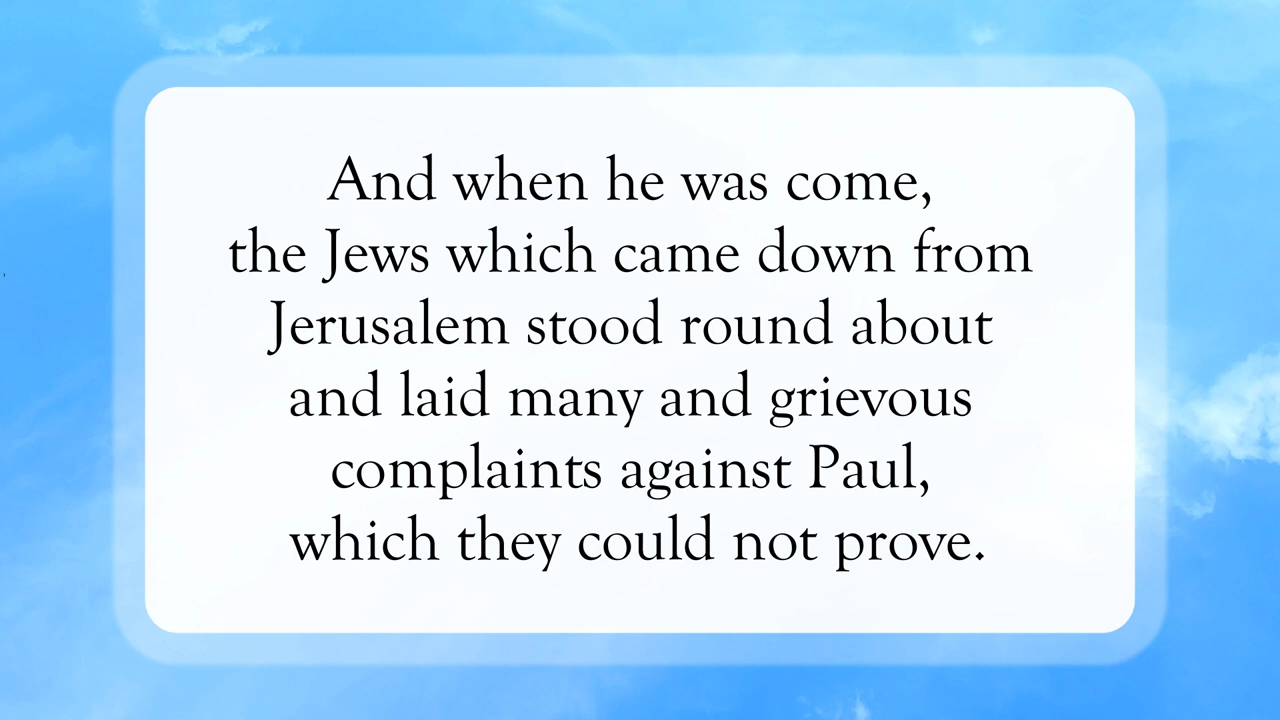 And when he was come,
the Jews which came down from
Jerusalem stood round about
and laid many and grievous
complaints against Paul,
which they could not prove.